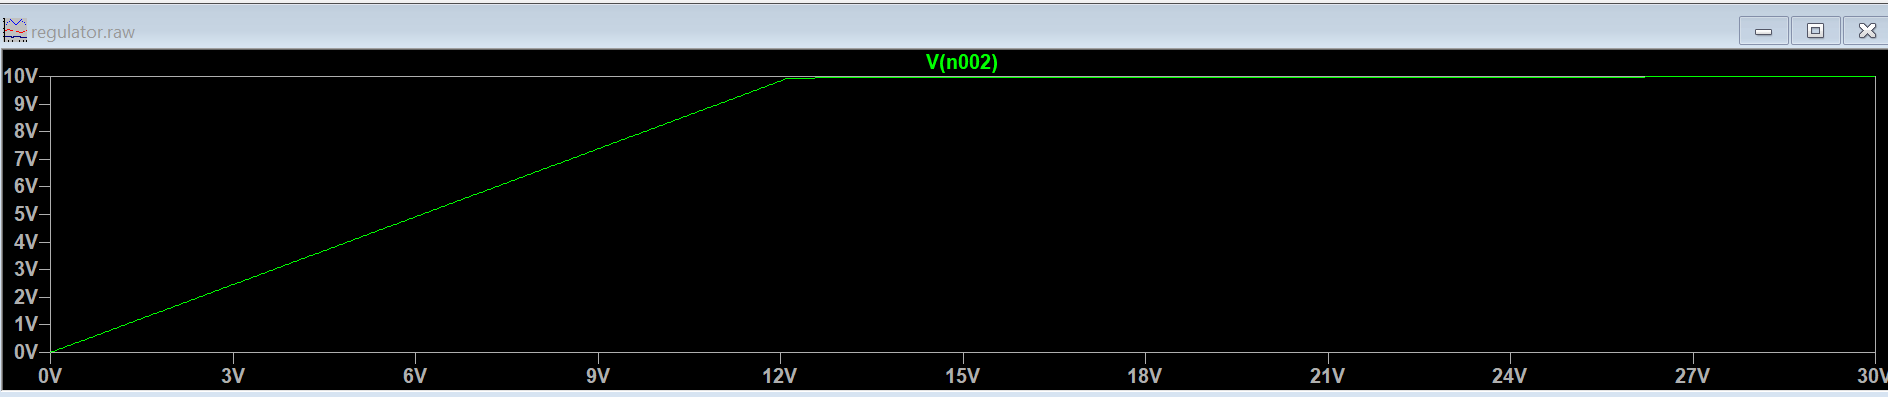 regulator.raw
V(n002)
10V
9V
8V
7V
6V
5V
4V
3V
2V
1V
0V
0V 3V 6V 9V 12V 15V 18V 21V 24V 27V 30V